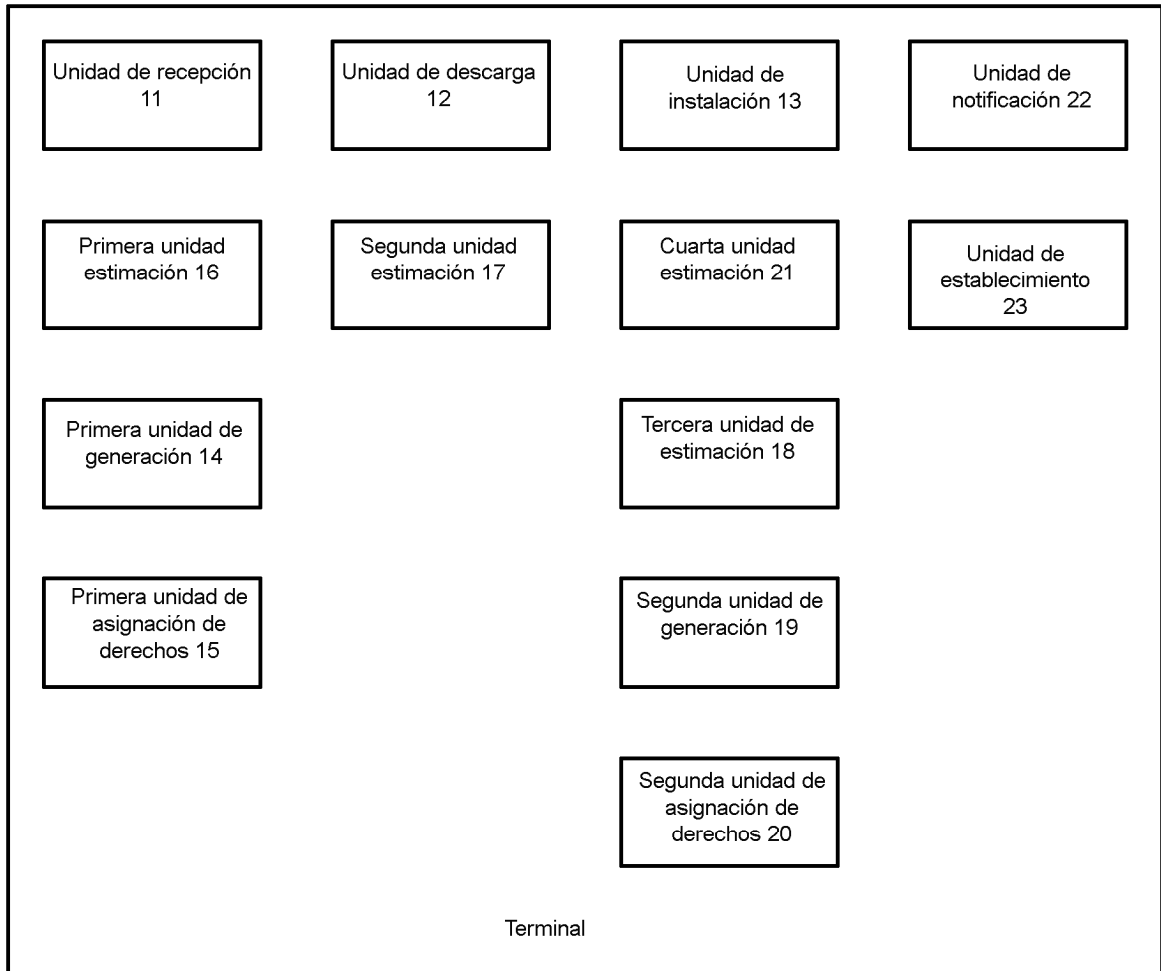 Unidad de recepción
11
Unidad de descarga
12
Unidad de
instalación 13
Unidad de
notificación 22
Primera unidad
estimación 16
Segunda unidad
estimación 17
Cuarta unidad
estimación 21
Unidad de
establecimiento
23
Primera unidad de
generación 14
Tercera unidad de
estimación 18
Primera unidad de
asignación de
derechos 15
Segunda unidad de
generación 19
Segunda unidad de
asignación de
derechos 20
Terminal